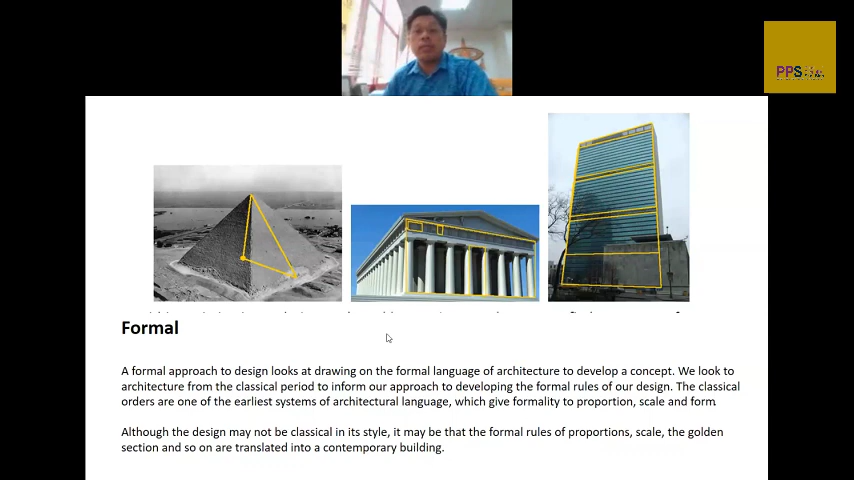 PPS
Formal
A formal approach to design looks at drawing on the formal language of architecture to develop a concept. We look to
architecture from the classical period to inform our approach to developing the formal rules of our design. The classical
orders are one of the earliest systems of architectural language, which give formality to proportion, scale and form.
Although the design may not be classical in its style, it may be that the formal rules of proportions, scale, the golden
section and so on are translated into a contemporary building.